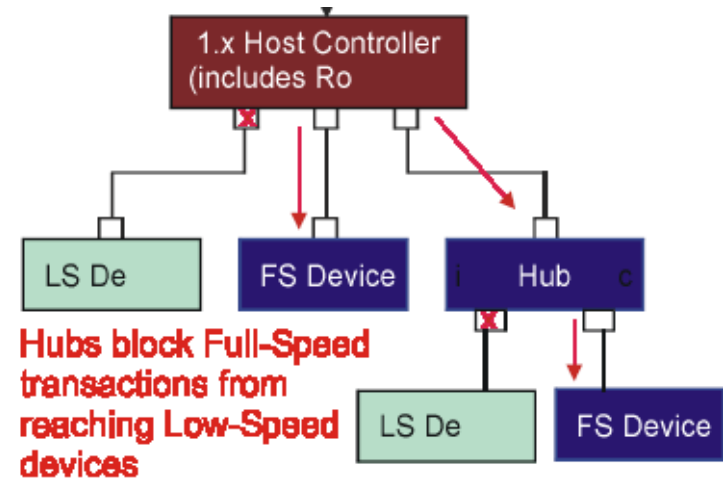 1.x Host Controller
(includes Ro
LS De
FS Device
i Hub c
Hubs block Full-Speed
transactions from
reaching Low-Speed
devices
LS De
FS Device